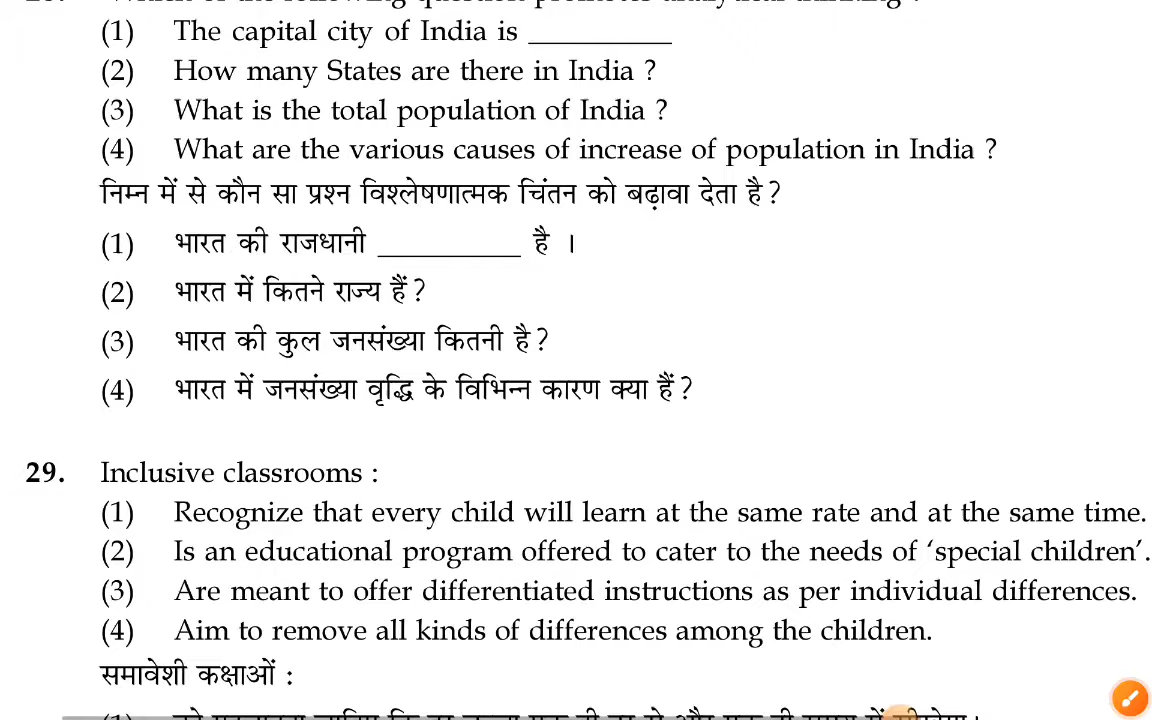 (1) The capital city of India is __________
(2) How many States are there in India ?
(3) What is the total population of India ?
(4) What are the various causes of increase of population in India ?
निम्न में से कौन सा प्रश्न विश्लेषणात्मक चिंतन को बढ़ावा देता है?
(1) भारत की राजधानी __________ है ।
(2) भारत में कितने राज्य हैं?
(3) भारत की कुल जनसंख्या कितनी है?
(4) भारत में जनसंख्या वृद्धि के विभिन्न कारण क्या हैं?
29. Inclusive classrooms :
(1) Recognize that every child will learn at the same rate and at the same time.
(2) Is an educational program offered to cater to the needs of ‘special children’.
(3) Are meant to offer differentiated instructions as per individual differences.
(4) Aim to remove all kinds of differences among the children.
समावेशी कक्षाओं :